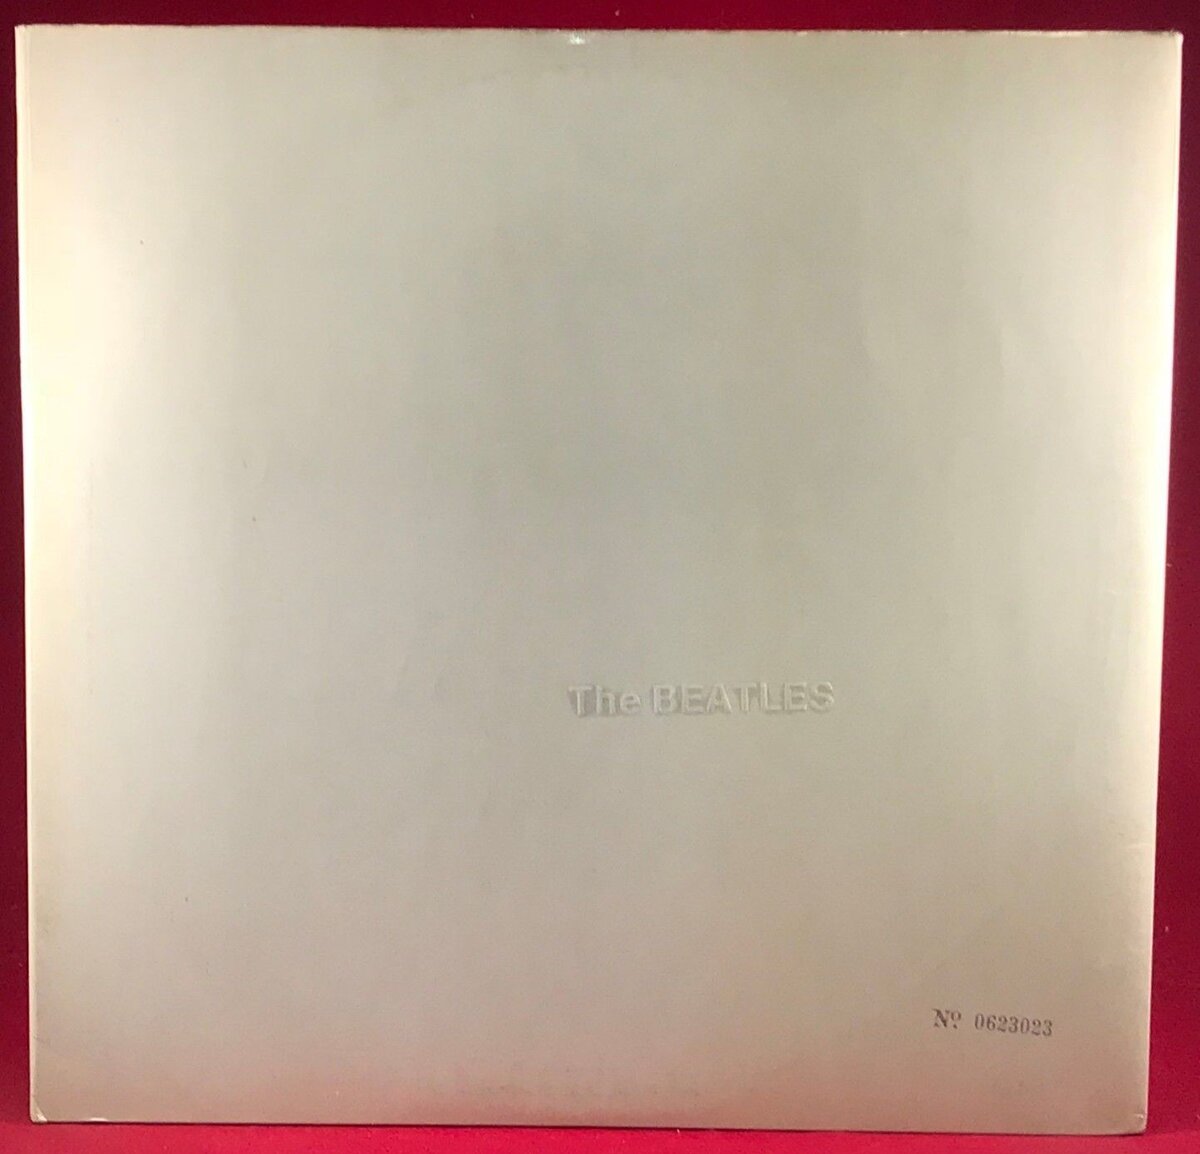 The BEATLES
Nº 0623023